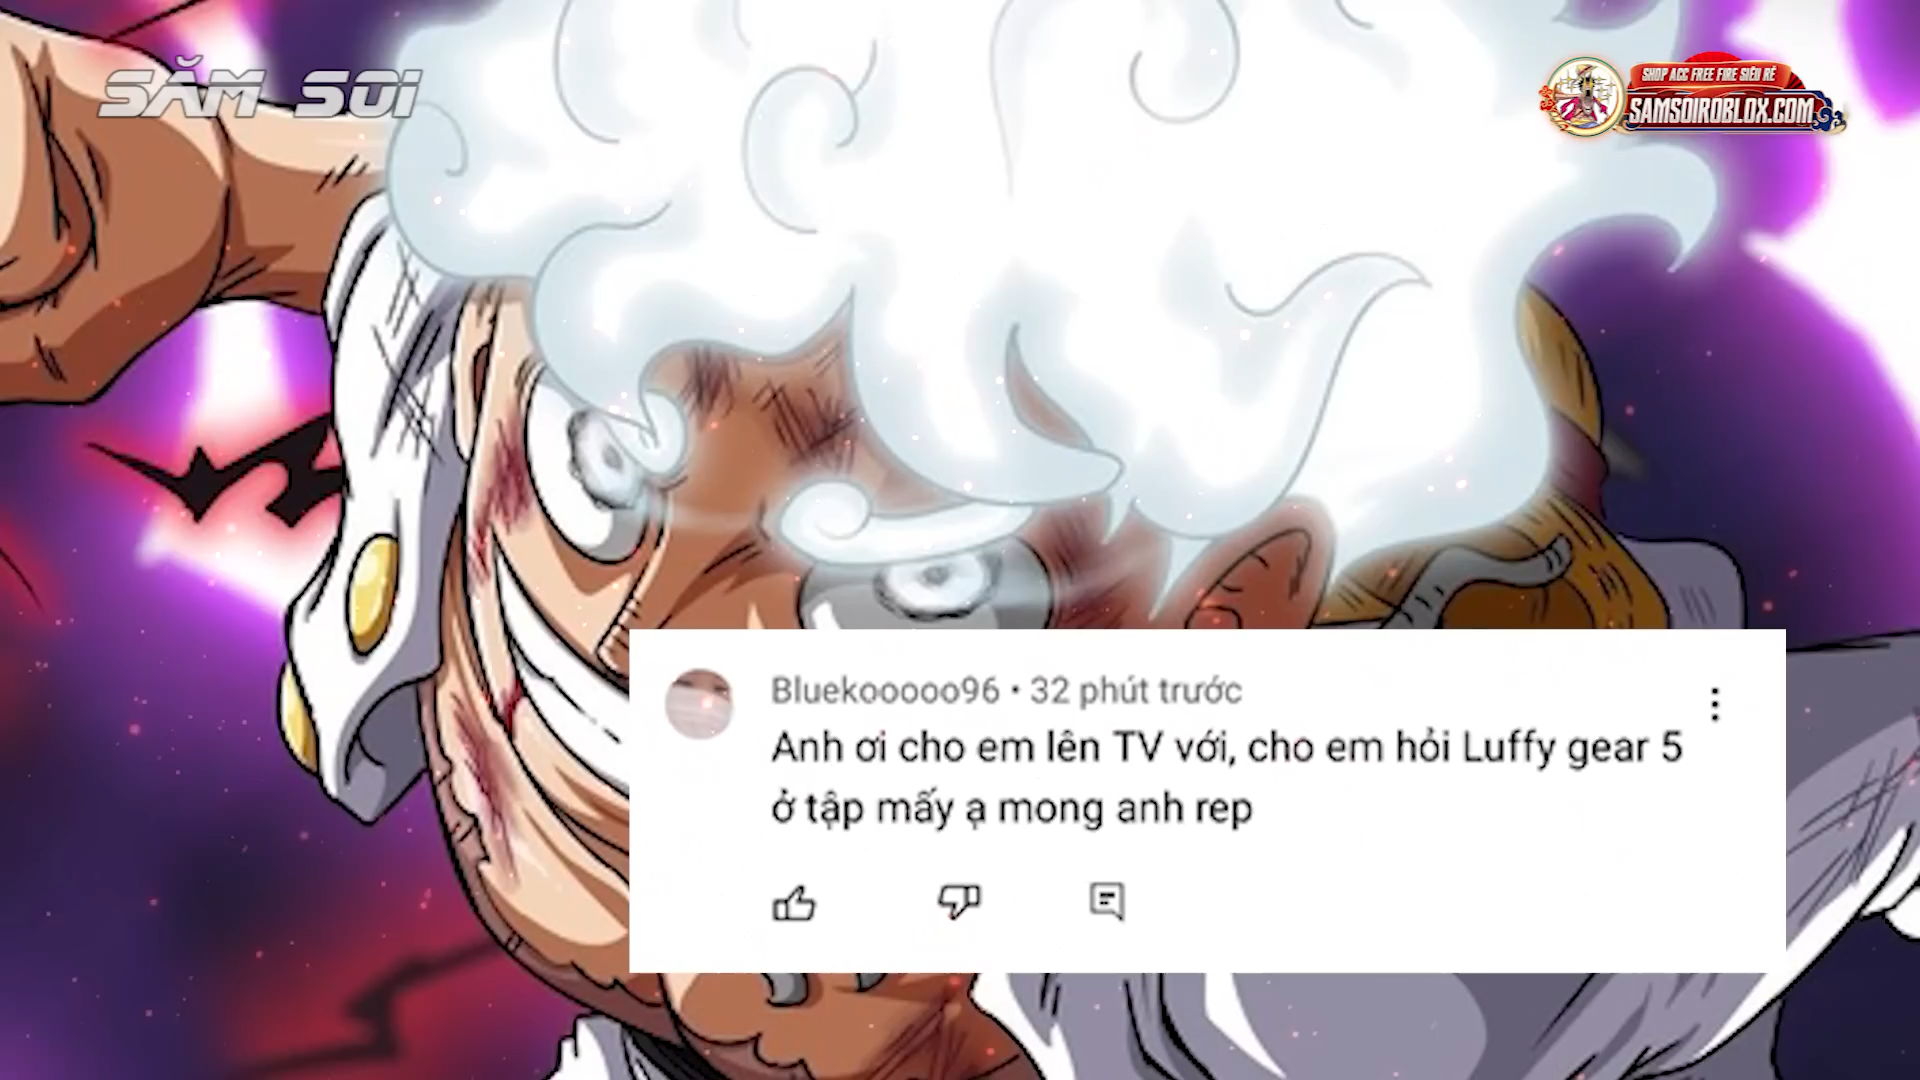 SĂM SOI
SHOP ACC FREE FIRE SIÊU RẺ
SAMSOIROBLOX.COM
Bluekooooo96 • 32 phút trước
Anh ơi cho em lên TV với, cho em hỏi Luffy gear 5
ở tập mấy ạ mong anh rep